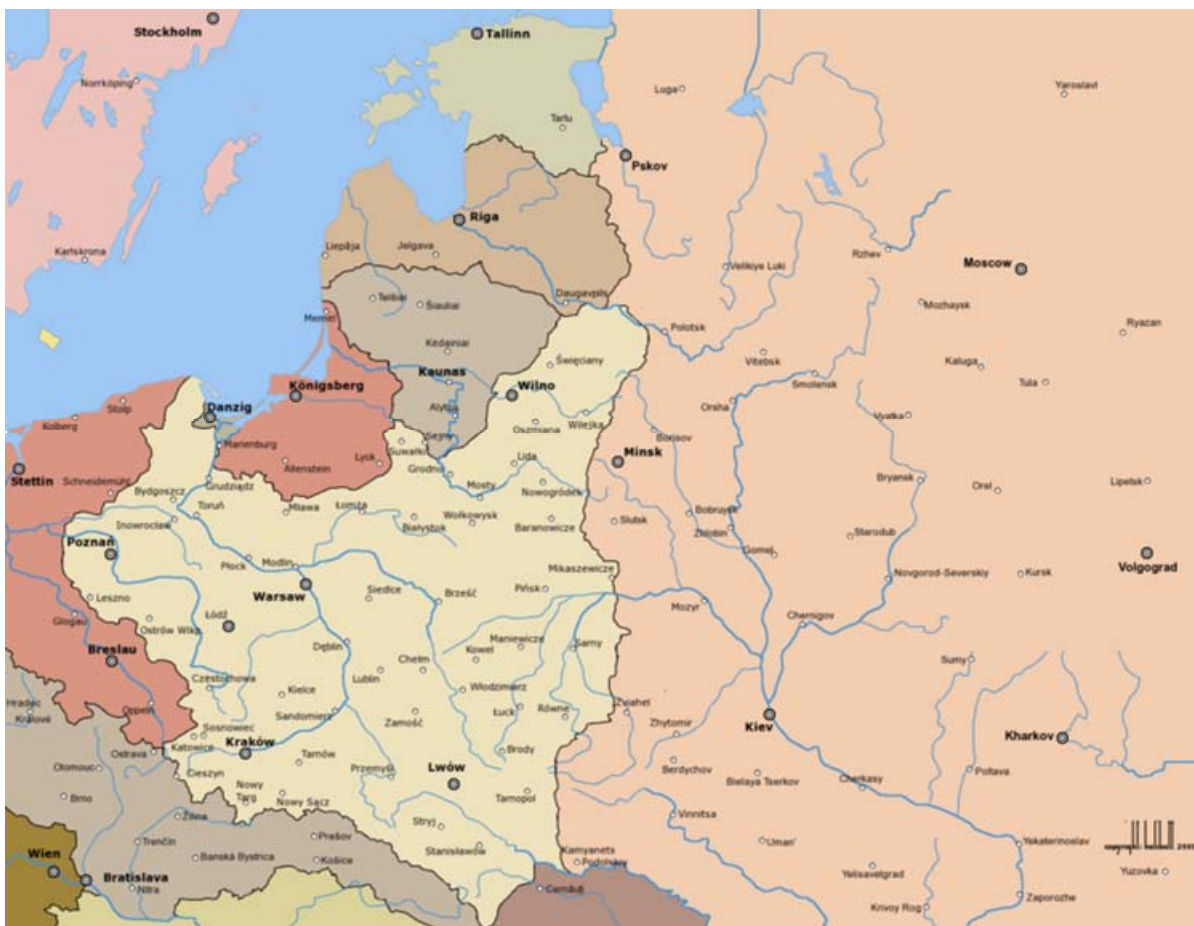 Stockholm
Tallinn
Norrköping
Luga
Yaroslavl
Tartu
Pskov
Riga
Karlskrona
Liepāja
Jelgava
Velikiye Luki
Rzhev
Moscow
Telšiai
Šiauliai
Daugavpils
Mozhaysk
Memel
Polotsk
Ryazan
Kėdainiai
Święciany
Vitebsk
Kaluga
Kaunas
Königsberg
Wilno
Smolensk
Tula
Stolp
Danzig
Alytus
Orsha
Vyatka
Kolberg
Oszmiana
Wilejka
Marienburg
Sejny
Suwałki
Borisov
Stettin
Allenstein
Lyck
Grodno
Lida
Minsk
Schneidemühl
Grudziądz
Bryansk
Orel
Lipetsk
Bydgoszcz
Mosty
Nowogródek
Toruń
Mława
Łomża
Wołkowysk
Bobruysk
Inowrocław
Białystok
Baranowicze
Slutsk
Zhlobin
Starodub
Poznań
Gomel
Płock
Modlin
Mikaszewicze
Novgorod-Severskiy
Kursk
Volgograd
Warsaw
Siedlce
Brześć
Pińsk
Leszno
Mozyr
Glogau
Ostrów Wlkp.
Łódź
Chernigov
Breslau
Dęblin
Maniewicze
Sarny
Kowel
Sumy
Częstochowa
Lublin
Chełm
Hradec
Králové
Oppeln
Kielce
Włodzimierz
Sandomierz
Zamość
Łuck
Równe
Zviahel
Zhytomir
Kiev
Sosnowiec
Katowice
Kraków
Kharkov
Ostrava
Brody
Olomouc
Cieszyn
Tarnów
Przemyśl
Lwów
Berdychov
Bielaya Tserkov
Cherkasy
Poltava
Brno
Nowy
Targ
Nowy Sącz
Tarnopol
Žilina
Stryj
Vinnitsa
Trenčín
Prešov
Stanisławów
Uman'
Yekaterinoslav
Wien
Banská Bystrica
Košice
Kamyanets
Podolskiy
Yelisavetgrad
Yuzovka
Bratislava
Nitra
Cernăuți
Krivoy Rog
Zaporozhe